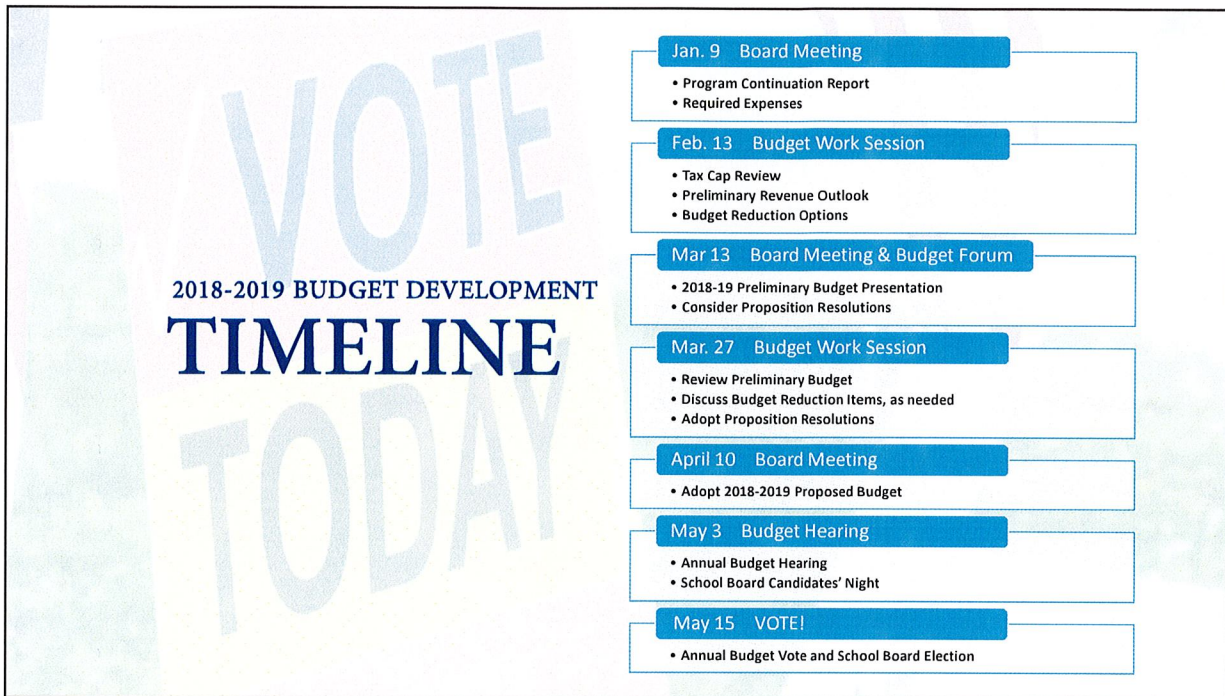 VOTE
TODAY
2018-2019 BUDGET DEVELOPMENT
TIMELINE
Jan. 9 Board Meeting
• Program Continuation Report
• Required Expenses
Feb. 13 Budget Work Session
• Tax Cap Review
• Preliminary Revenue Outlook
• Budget Reduction Options
Mar 13 Board Meeting & Budget Forum
• 2018-19 Preliminary Budget Presentation
• Consider Proposition Resolutions
Mar. 27 Budget Work Session
• Review Preliminary Budget
• Discuss Budget Reduction Items, as needed
• Adopt Proposition Resolutions
April 10 Board Meeting
• Adopt 2018-2019 Proposed Budget
May 3 Budget Hearing
• Annual Budget Hearing
• School Board Candidates' Night
May 15 VOTE!
• Annual Budget Vote and School Board Election